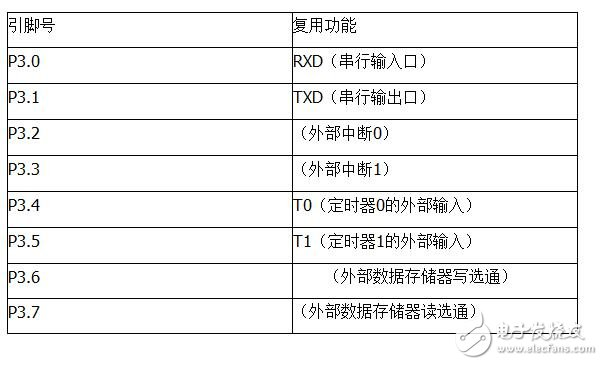 引脚号 复用功能
P3.0 RXD（串行输入口）
P3.1 TXD（串行输出口）
P3.2 （外部中断0）
P3.3 （外部中断1）
P3.4 T0（定时器0的外部输入）
P3.5 T1（定时器1的外部输入）
P3.6 （外部数据存储器写选通）
P3.7 （外部数据存储器读选通）
电子发烧友
www.elecfans.com